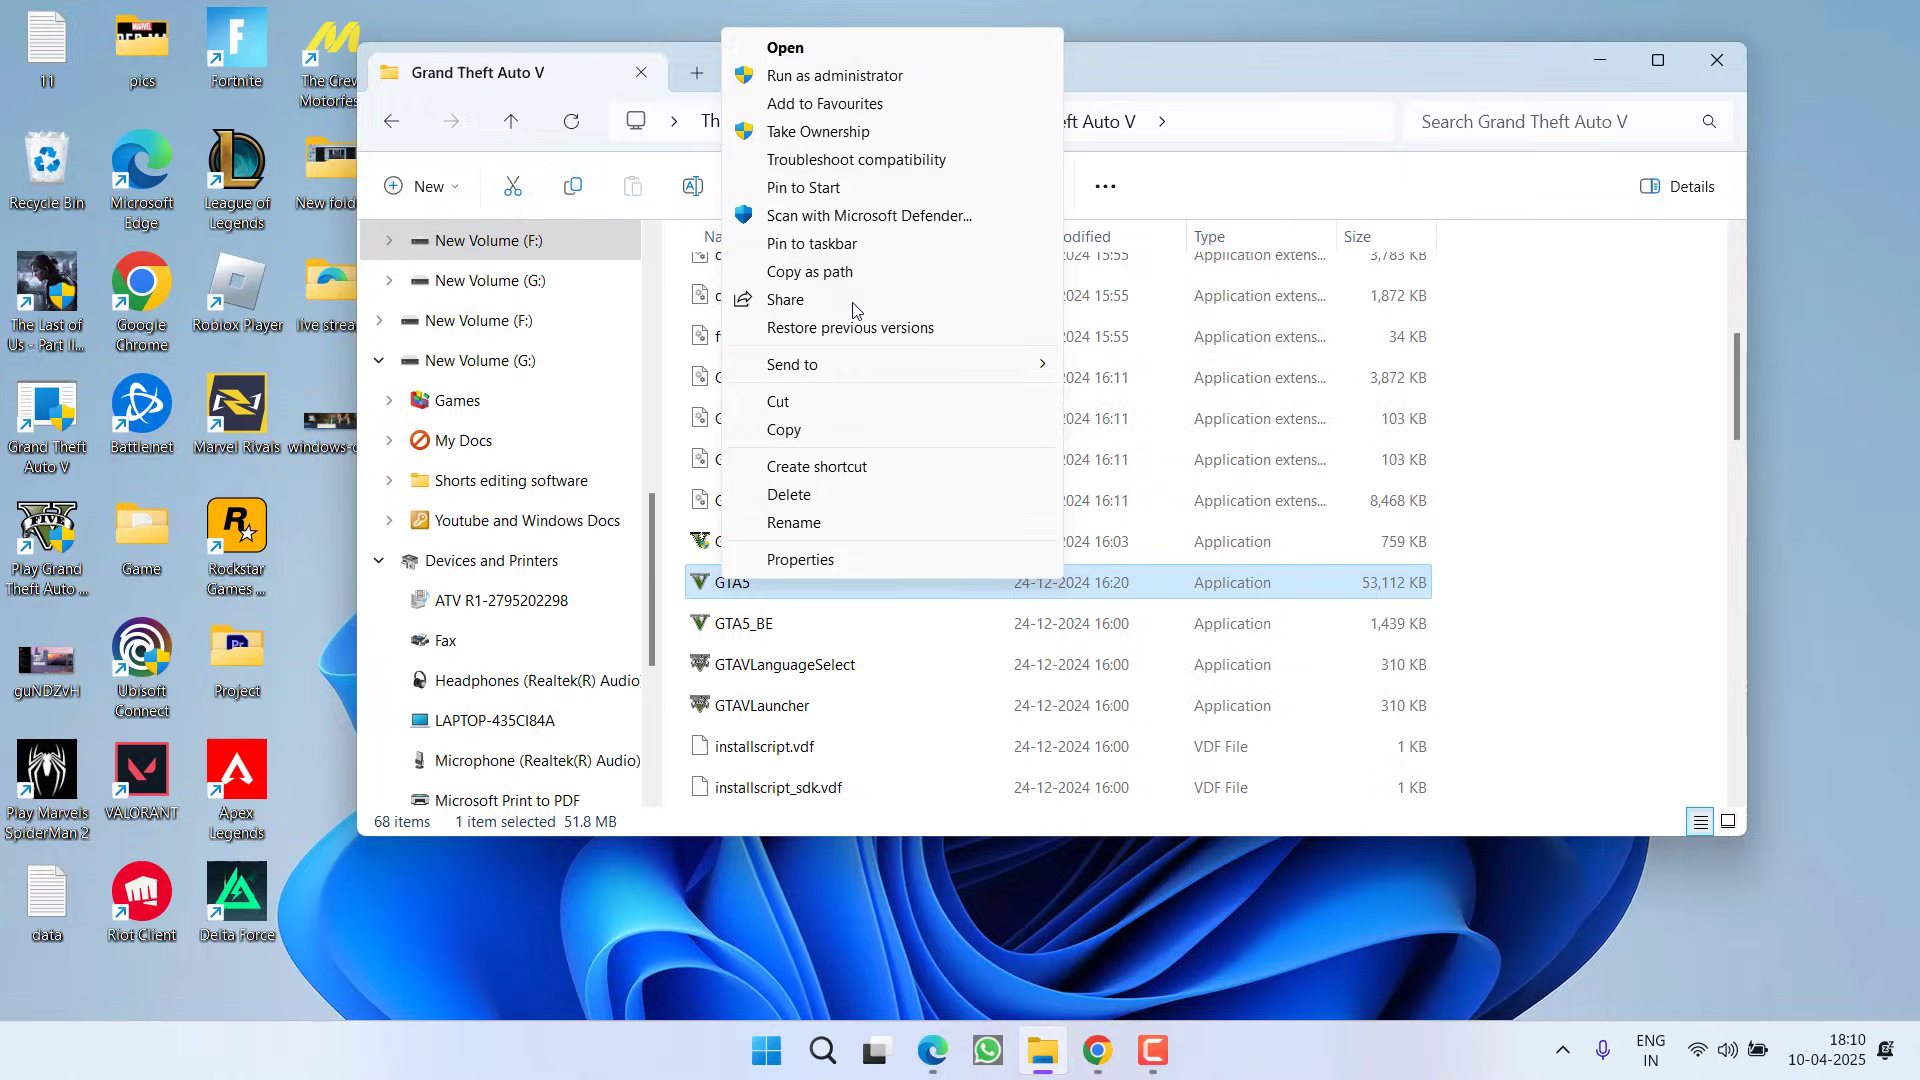 11
pics
Fortnite
The Crew
Motorfes
Recycle Bin
Microsoft
Edge
League of
Legends
New fold
The Last of
Us - Part II...
Google
Chrome
Roblox Player
live strea
Grand Theft
Auto V
Battle.net
Marvel Rivals
windows-c
Play Grand
Theft Auto ...
Game
Rockstar
Games ...
guNDZvH
Ubisoft
Connect
Project
Play Marvels
SpiderMan 2
VALORANT
Apex
Legends
data
Riot Client
Delta Force
Grand Theft Auto V
Th
eft Auto V
Search Grand Theft Auto V
New
Details
New Volume (F:)
New Volume (G:)
New Volume (F:)
New Volume (G:)
Games
My Docs
Shorts editing software
Youtube and Windows Docs
Devices and Printers
ATV R1-2795202298
Fax
Headphones (Realtek(R) Audio
LAPTOP-435CI84A
Microphone (Realtek(R) Audio)
Microsoft Print to PDF
Open
Run as administrator
Add to Favourites
Take Ownership
Troubleshoot compatibility
Pin to Start
Scan with Microsoft Defender...
Pin to taskbar
Copy as path
Share
Restore previous versions
Send to
Cut
Copy
Create shortcut
Delete
Rename
Properties
Na odified Type Size
2024 15:55 Application extens... 3,783 KB
2024 15:55 Application extens... 1,872 KB
2024 15:55 Application extens... 34 KB
2024 16:11 Application extens... 3,872 KB
2024 16:11 Application extens... 103 KB
2024 16:11 Application extens... 103 KB
2024 16:11 Application extens... 8,468 KB
2024 16:03 Application 759 KB
GTA5 24-12-2024 16:20 Application 53,112 KB
GTA5_BE 24-12-2024 16:00 Application 1,439 KB
GTAVLanguageSelect 24-12-2024 16:00 Application 310 KB
GTAVLauncher 24-12-2024 16:00 Application 310 KB
installscript.vdf 24-12-2024 16:00 VDF File 1 KB
installscript_sdk.vdf 24-12-2024 16:00 VDF File 1 KB
68 items 1 item selected 51.8 MB
ENG
IN
18:10
10-04-2025